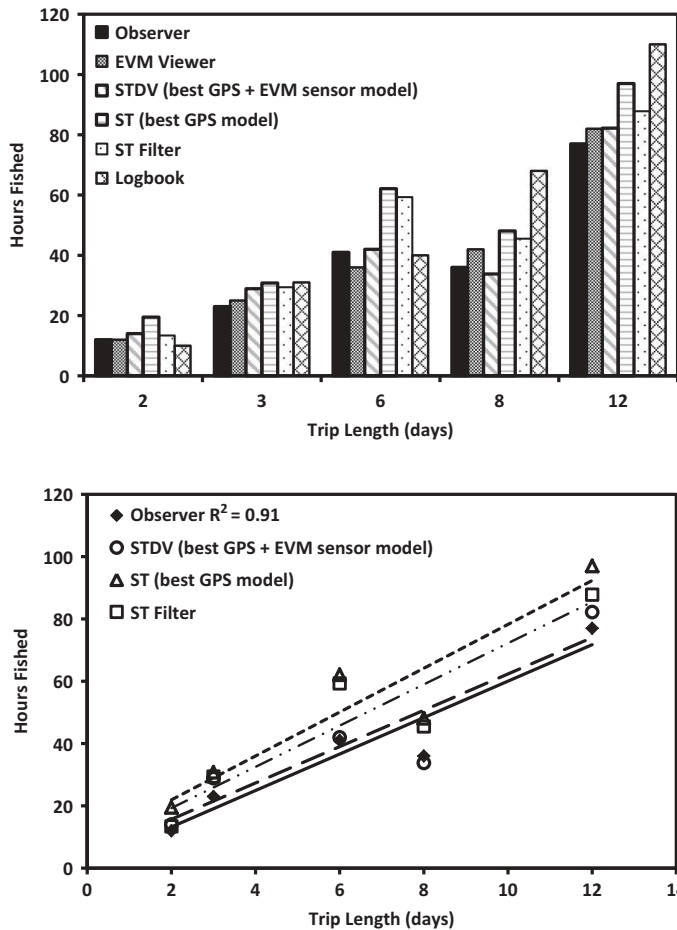 120
100
80
60
40
20
0
Hours Fished
Observer
EVM Viewer
STDV (best GPS + EVM sensor model)
ST (best GPS model)
ST Filter
Logbook
2 3 6 8 12
Trip Length (days)
120
100
80
60
40
20
0
Hours Fished
Observer R² = 0.91
STDV (best GPS + EVM sensor model)
ST (best GPS model)
ST Filter
0 2 4 6 8 10 12 14
Trip Length (days)